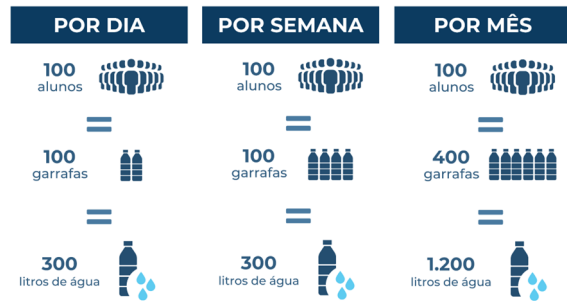 POR DIA
100
alunos
100
garrafas
300
litros de água
POR SEMANA
100
alunos
100
garrafas
300
litros de água
POR MÊS
100
alunos
400
garrafas
1.200
litros de água